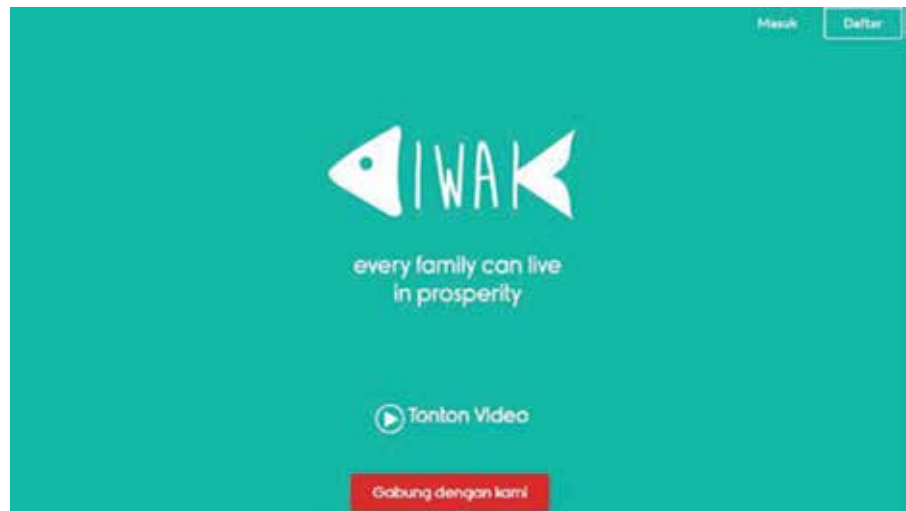 Masuk
Daftar
IWAK
every family can live
in prosperity
Tonton Video
Gabung dengan kami